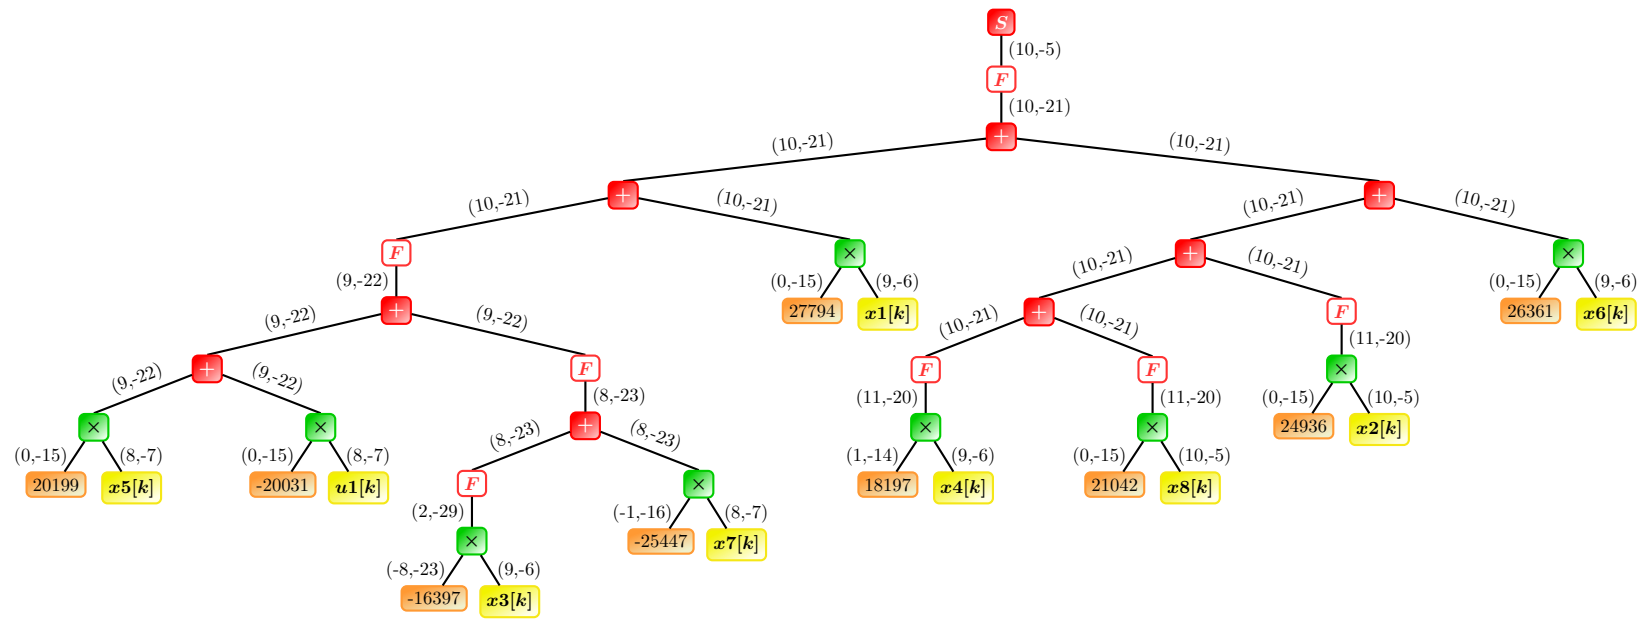 S
(10,-5)
F
(10,-21)
+
(10,-21) (10,-21)
+ +
(10,-21) (10,-21) (10,-21) (10,-21)
F × + ×
(9,-22) (0,-15) (9,-6) (10,-21) (10,-21) (0,-15) (9,-6)
+ 27794 x1[k] + F 26361 x6[k]
(9,-22) (9,-22) (10,-21) (10,-21) (11,-20)
+ F F F ×
(9,-22) (9,-22) (8,-23) (11,-20) (11,-20) (0,-15) (10,-5)
× × + × × 24936 x2[k]
(0,-15) (8,-7) (0,-15) (8,-7) (8,-23) (8,-23) (1,-14) (9,-6) (0,-15) (10,-5)
20199 x5[k] -20031 u1[k] F × 18197 x4[k] 21042 x8[k]
(2,-29) (-1,-16) (8,-7)
× -25447 x7[k]
(-8,-23) (9,-6)
-16397 x3[k]